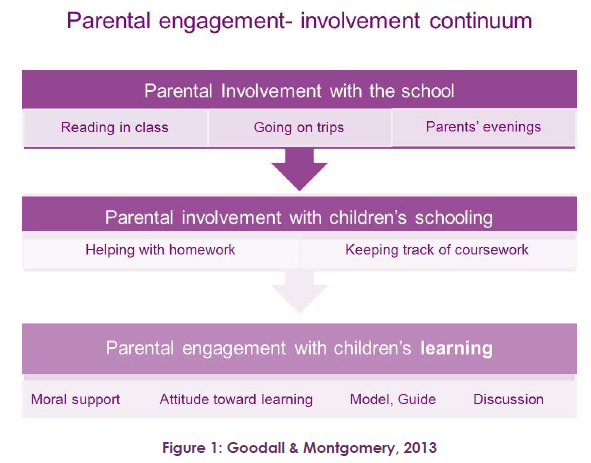 Parental engagement- involvement continuum
Parental Involvement with the school
Reading in class Going on trips Parents’ evenings
Parental involvement with children’s schooling
Helping with homework Keeping track of coursework
Parental engagement with children’s learning
Moral support Attitude toward learning Model, Guide Discussion
Figure 1: Goodall & Montgomery, 2013